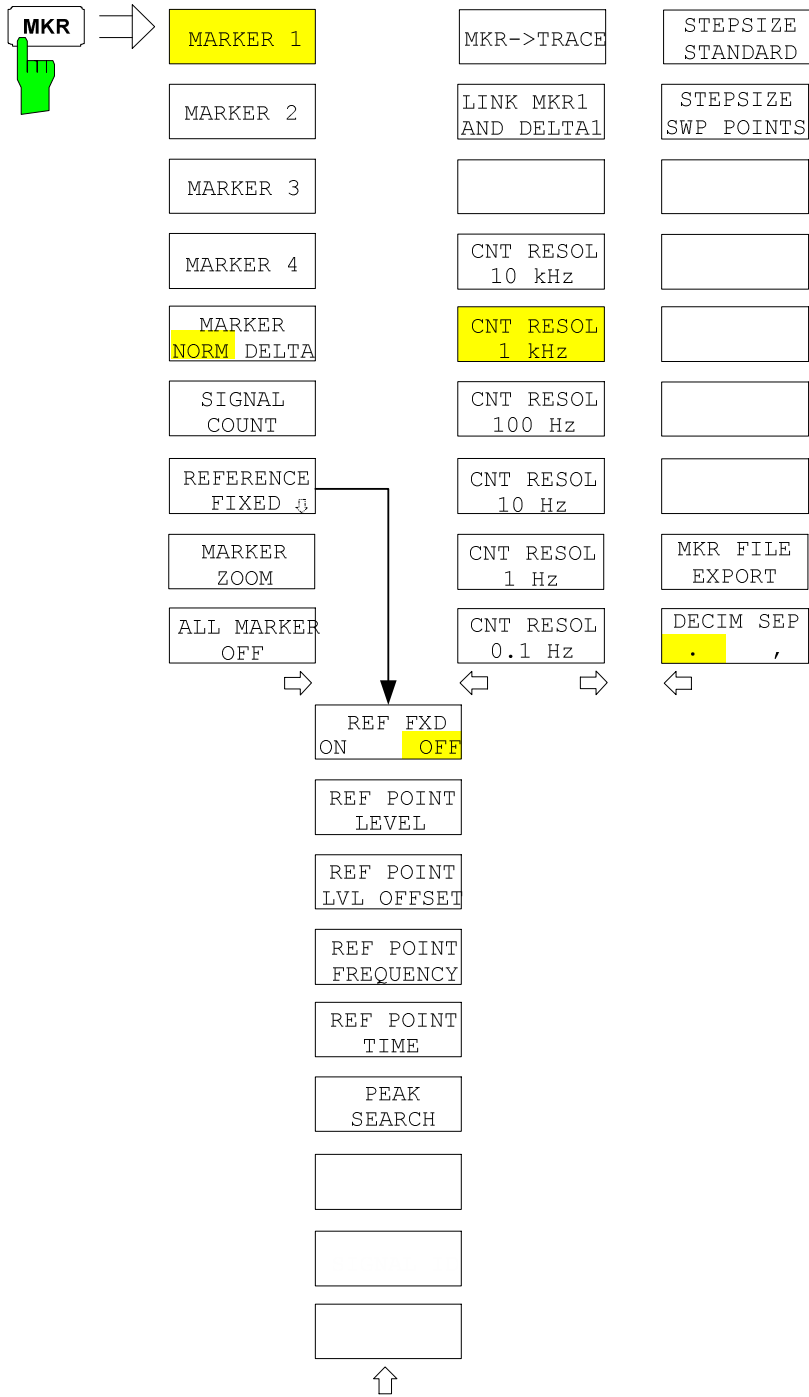 MKR
MARKER 1
MARKER 2
MARKER 3
MARKER 4
MARKER
NORM DELTA
SIGNAL
COUNT
REFERENCE
FIXED ⇩
MARKER
ZOOM
ALL MARKER
OFF
MKR->TRACE
LINK MKR1
AND DELTA1
CNT RESOL
10 kHz
CNT RESOL
1 kHz
CNT RESOL
100 Hz
CNT RESOL
10 Hz
CNT RESOL
1 Hz
CNT RESOL
0.1 Hz
STEPSIZE
STANDARD
STEPSIZE
SWP POINTS
MKR FILE
EXPORT
DECIM SEP
. ,
REF FXD
ON OFF
REF POINT
LEVEL
REF POINT
LVL OFFSET
REF POINT
FREQUENCY
REF POINT
TIME
PEAK
SEARCH